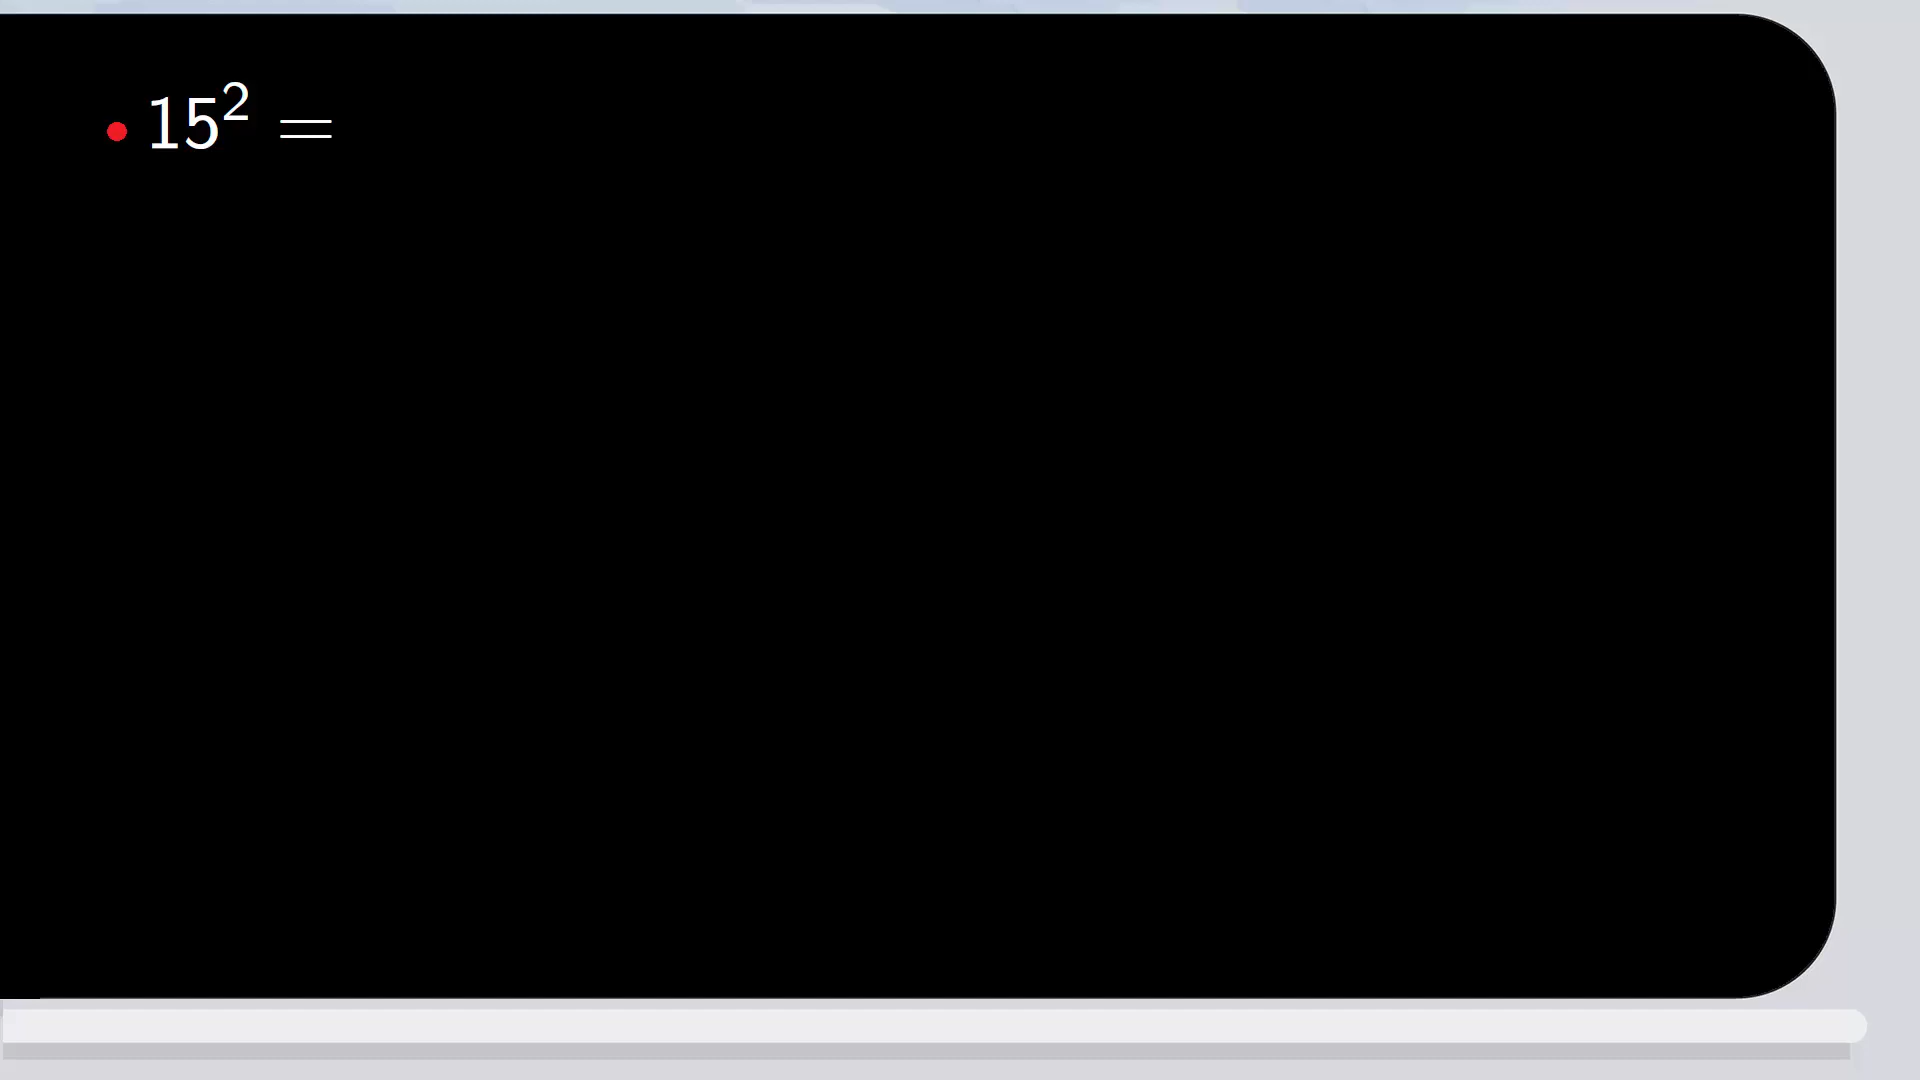 • 15² =